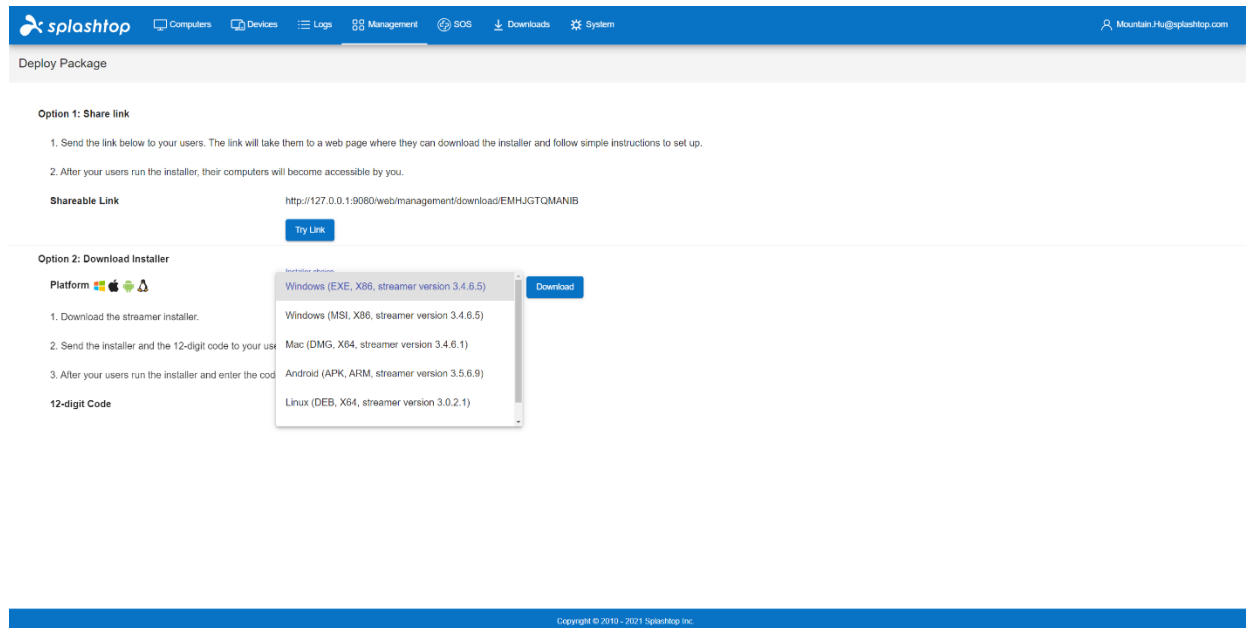 splashtop Computers Devices Logs Management SOS Downloads System Mountain.Hu@splashtop.com
Deploy Package
Option 1: Share link
1. Send the link below to your users. The link will take them to a web page where they can download the installer and follow simple instructions to set up.
2. After your users run the installer, their computers will become accessible by you.
Shareable Link http://127.0.0.1:9080/web/management/download/EMHJGTQMANIB
Try Link
Option 2: Download Installer
Installer choice
Platform Windows (EXE, X86, streamer version 3.4.6.5) Download
1. Download the streamer installer. Windows (MSI, X86, streamer version 3.4.6.5)
2. Send the installer and the 12-digit code to your use Mac (DMG, X64, streamer version 3.4.6.1)
3. After your users run the installer and enter the cod Android (APK, ARM, streamer version 3.5.6.9)
12-digit Code Linux (DEB, X64, streamer version 3.0.2.1)
Copyright © 2010 - 2021 Splashtop Inc.